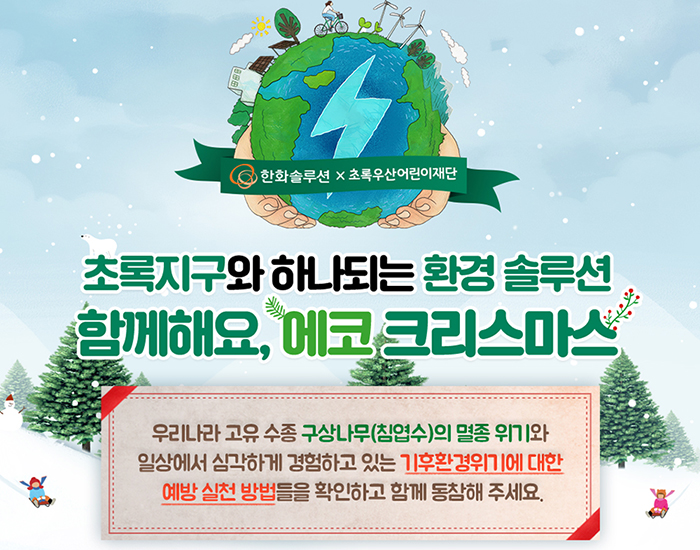 한화솔루션 × 초록우산어린이재단
초록지구와 하나되는 환경 솔루션
함께해요, 에코 크리스마스
우리나라 고유 수종 구상나무(침엽수)의 멸종 위기와
일상에서 심각하게 경험하고 있는 기후환경위기에 대한
예방 실천 방법들을 확인하고 함께 동참해 주세요.